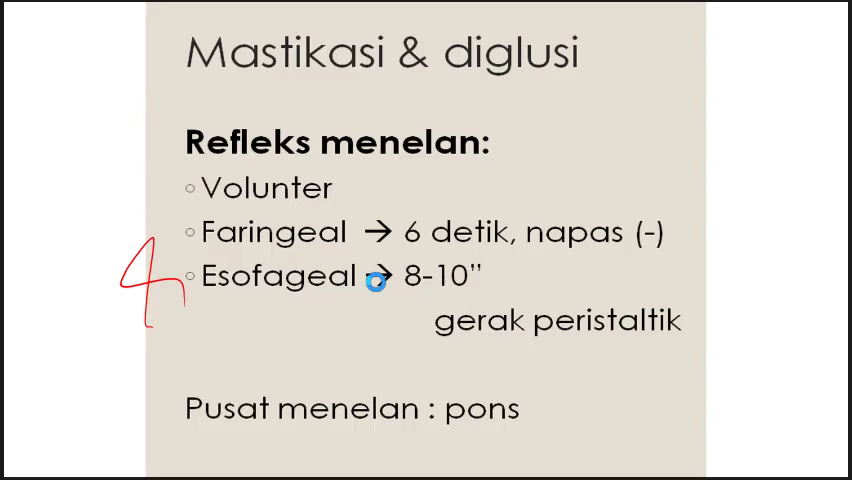 Mastikasi & diglusi
Refleks menelan:
◦ Volunter
◦ Faringeal → 6 detik, napas (-)
◦ Esofageal → 8-10”
gerak peristaltik
Pusat menelan : pons